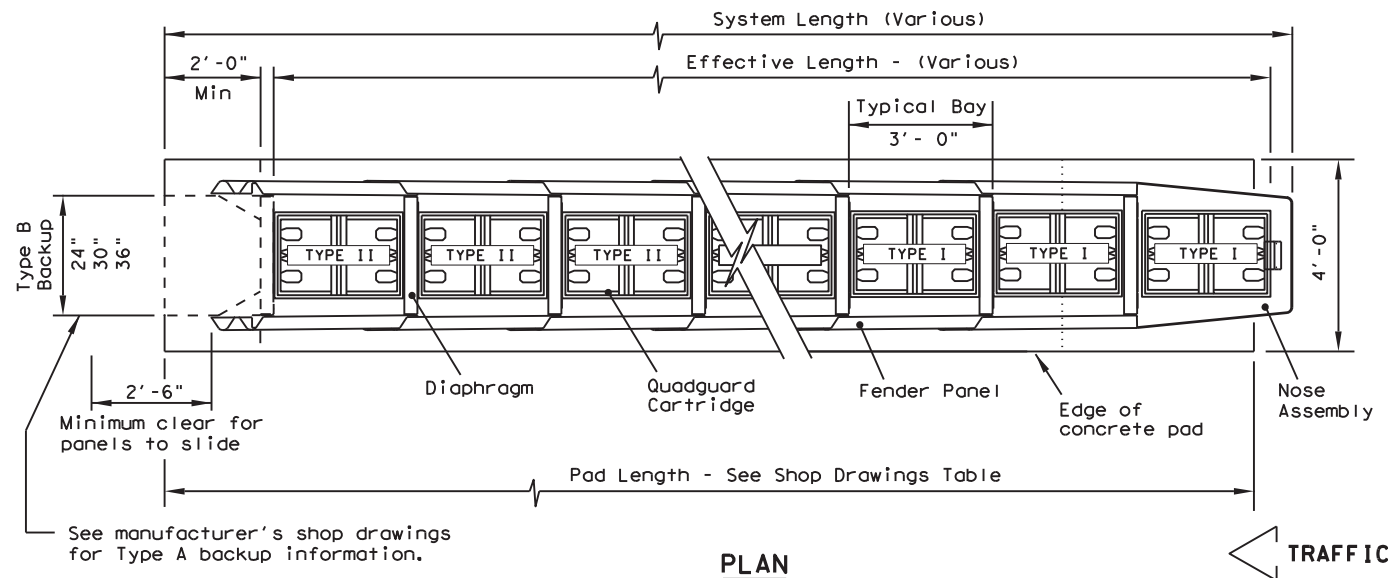 System Length (Various)
2'-0"
Min
Effective Length - (Various)
Typical Bay
3'- 0"
Type B
Backup
24"
30"
36"
TYPE II
TYPE II
TYPE II
TYPE I
TYPE I
TYPE I
4'-0"
2'-6"
Minimum clear for
panels to slide
Diaphragm
Quadguard
Cartridge
Fender Panel
Edge of
concrete pad
Nose
Assembly
Pad Length - See Shop Drawings Table
See manufacturer's shop drawings
for Type A backup information.
PLAN
TRAFFIC